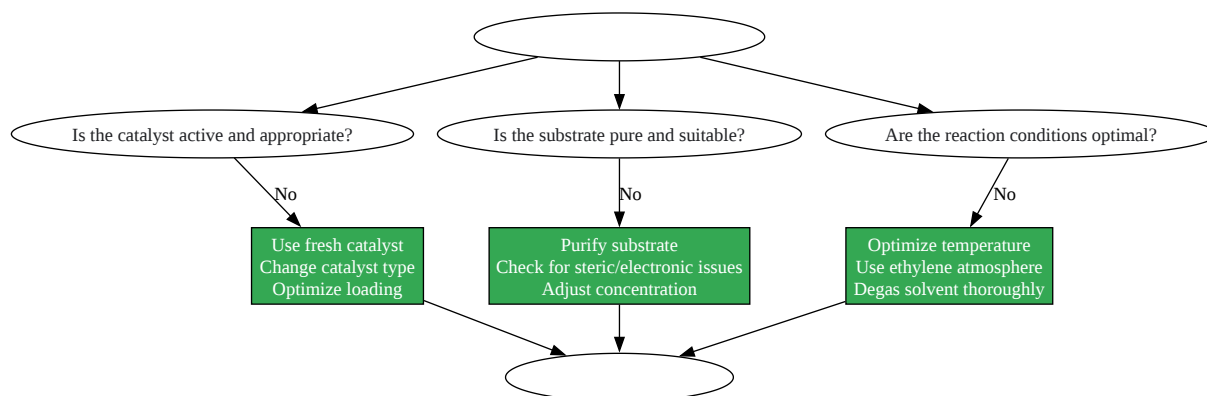 Is the catalyst active and appropriate?
Is the substrate pure and suitable?
Are the reaction conditions optimal?
No
No
No
Use fresh catalyst
Change catalyst type
Optimize loading
Purify substrate
Check for steric/electronic issues
Adjust concentration
Optimize temperature
Use ethylene atmosphere
Degas solvent thoroughly